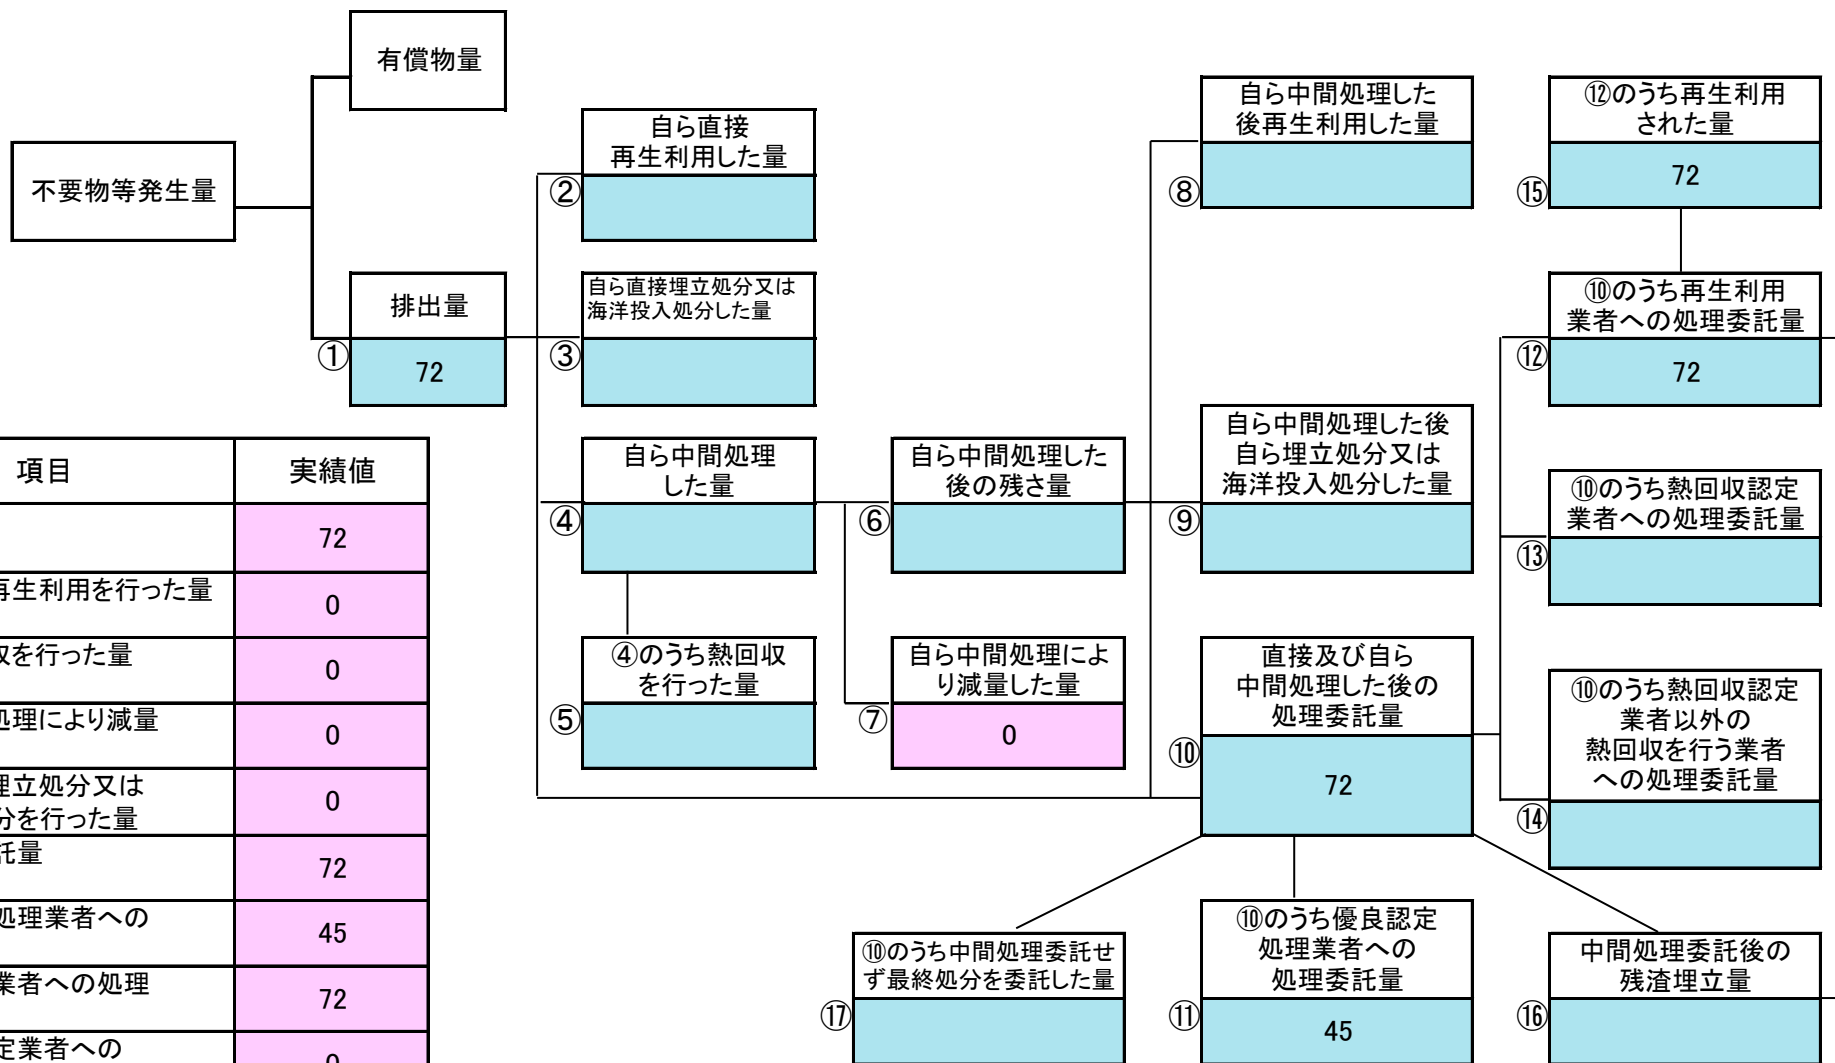 有償物量
不要物等発生量
排出量
①
72
自ら直接
再生利用した量
②
自ら直接埋立処分又は
海洋投入処分した量
③
自ら中間処理
した量
④
④のうち熱回収
を行った量
⑤
自ら中間処理した
後の残さ量
⑥
自ら中間処理によ
り減量した量
⑦
0
自ら中間処理した
後再生利用した量
⑧
自ら中間処理した後
自ら埋立処分又は
海洋投入処分した量
⑨
直接及び自ら
中間処理した後の
処理委託量
⑩
72
⑫のうち再生利用
された量
⑮
72
⑩のうち再生利用
業者への処理委託量
⑫
72
⑩のうち熱回収認定
業者への処理委託量
⑬
⑩のうち熱回収認定
業者以外の
熱回収を行う業者
への処理委託量
⑭
⑩のうち中間処理委託せ
ず最終処分を委託した量
⑰
⑩のうち優良認定
処理業者への
処理委託量
⑪
45
中間処理委託後の
残渣埋立量
⑯
項目
実績値
72
再生利用を行った量
0
を行った量
0
処理により減量
0
埋立処分又は
分を行った量
0
託量
72
処理業者への
45
業者への処理
72
定業者への
0